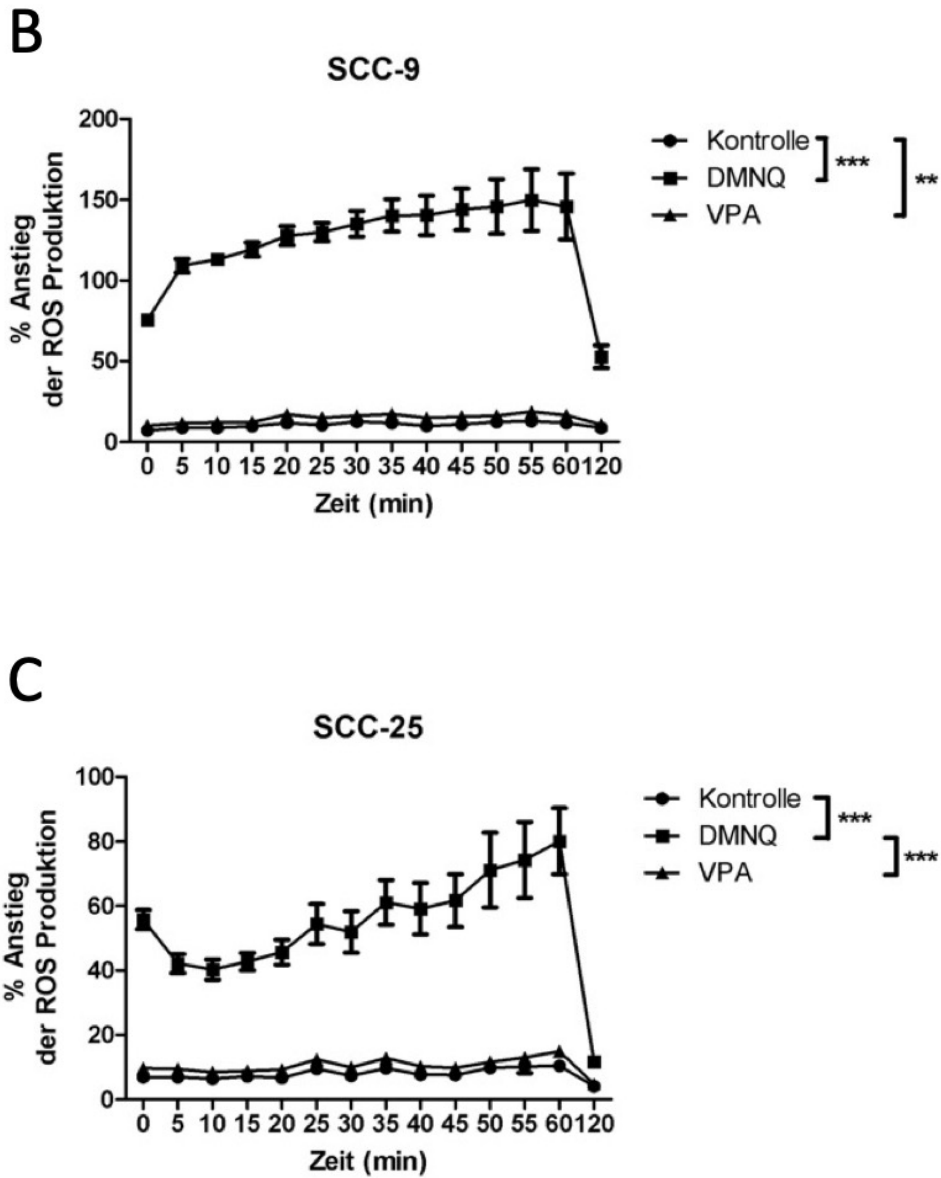 B
SCC-9
% Anstieg
der ROS Produktion
200
150
100
50
0
0 5 10 15 20 25 30 35 40 45 50 55 60 120
Zeit (min)
Kontrolle
DMNQ
VPA
***
**
C
SCC-25
% Anstieg
der ROS Produktion
100
80
60
40
20
0
0 5 10 15 20 25 30 35 40 45 50 55 60 120
Zeit (min)
Kontrolle
DMNQ
VPA
***
***